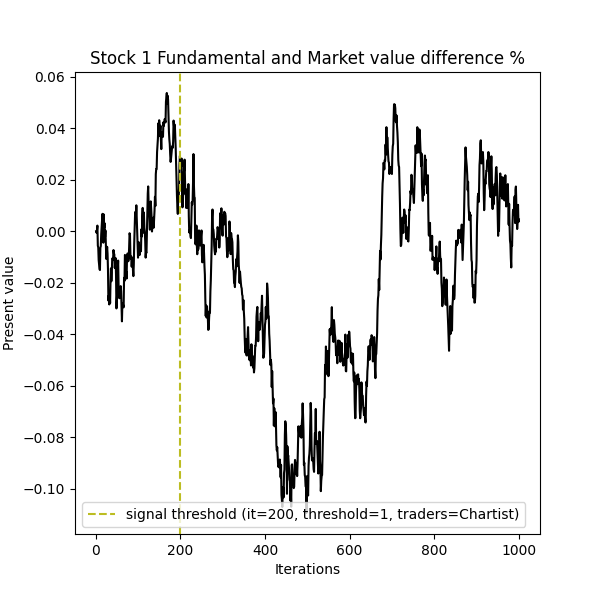 Stock 1 Fundamental and Market value difference %
0.06
0.04
0.02
0.00
−0.02
−0.04
−0.06
−0.08
−0.10
Present value
signal threshold (it=200, threshold=1, traders=Chartist)
0 200 400 600 800 1000
Iterations